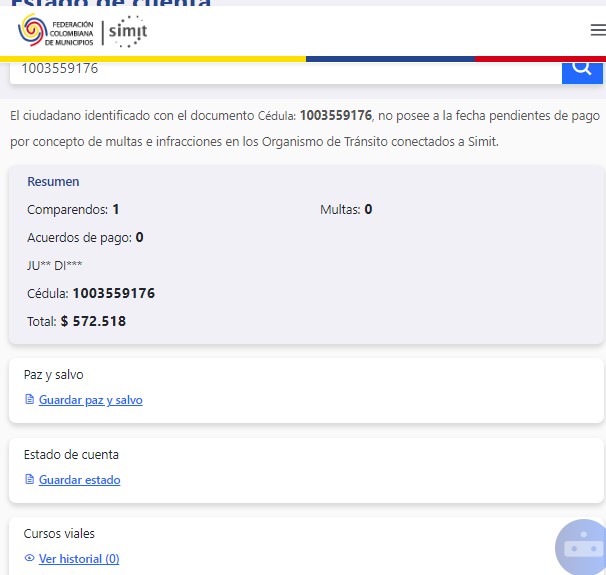 Estado de cuenta
FEDERACIÓN
COLOMBIANA
DE MUNICIPIOS
simit
1003559176
El ciudadano identificado con el documento Cédula: 1003559176, no posee a la fecha pendientes de pago
por concepto de multas e infracciones en los Organismo de Tránsito conectados a Simit.
Resumen
Comparendos: 1
Multas: 0
Acuerdos de pago: 0
JU** DI***
Cédula: 1003559176
Total: $ 572.518
Paz y salvo
Guardar paz y salvo
Estado de cuenta
Guardar estado
Cursos viales
Ver historial (0)